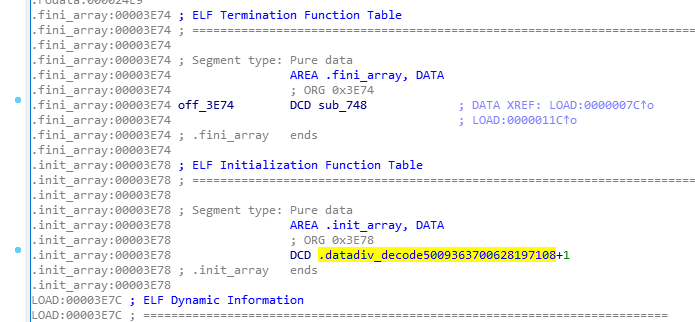 .rodata:000024E9
.fini_array:00003E74 ; ELF Termination Function Table
.fini_array:00003E74 ; ===========================================================================
.fini_array:00003E74
.fini_array:00003E74 ; Segment type: Pure data
.fini_array:00003E74 AREA .fini_array, DATA
.fini_array:00003E74 ; ORG 0x3E74
.fini_array:00003E74 off_3E74 DCD sub_748 ; DATA XREF: LOAD:0000007C↑o
.fini_array:00003E74 ; LOAD:0000011C↑o
.fini_array:00003E74 ; .fini_array ends
.fini_array:00003E74
.init_array:00003E78 ; ELF Initialization Function Table
.init_array:00003E78 ; ===========================================================================
.init_array:00003E78
.init_array:00003E78 ; Segment type: Pure data
.init_array:00003E78 AREA .init_array, DATA
.init_array:00003E78 ; ORG 0x3E78
.init_array:00003E78 DCD .datadiv_decode5009363700628197108+1
.init_array:00003E78 ; .init_array ends
.init_array:00003E78
LOAD:00003E7C ; ELF Dynamic Information
LOAD:00003E7C ; ===========================================================================